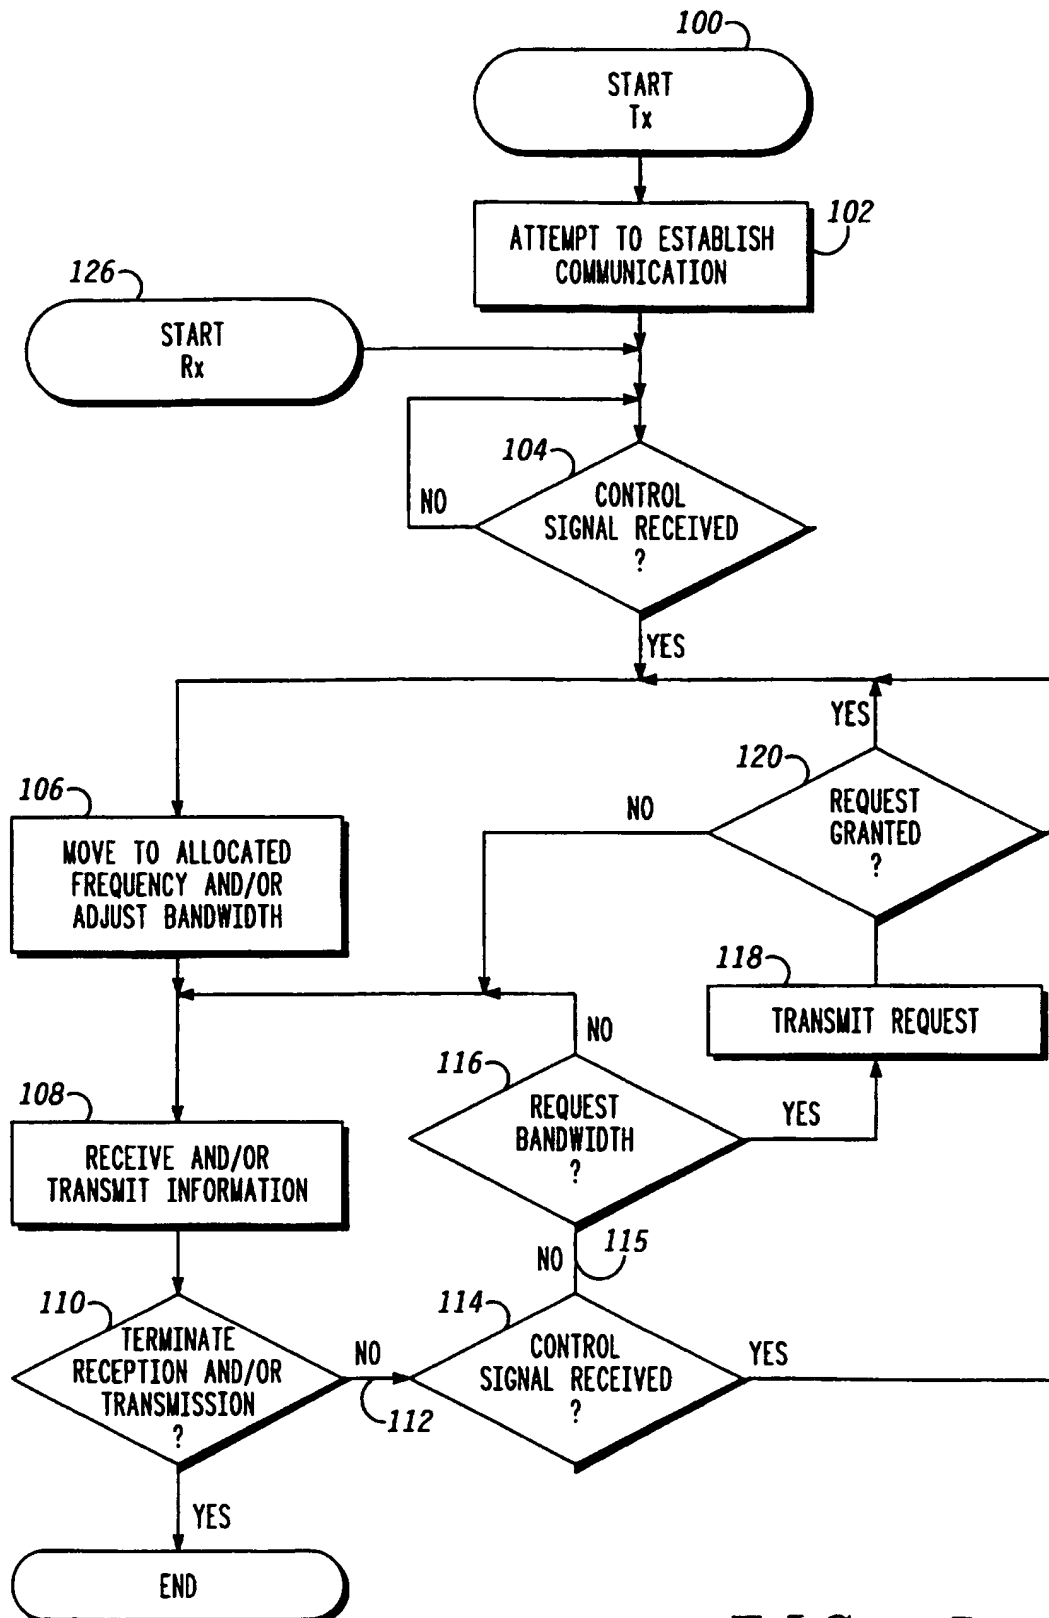 100
START
Tx
102
ATTEMPT TO ESTABLISH
COMMUNICATION
126
START
Rx
104
CONTROL
SIGNAL RECEIVED
?
NO
YES
106
MOVE TO ALLOCATED
FREQUENCY AND/OR
ADJUST BANDWIDTH
120
REQUEST
GRANTED
?
YES
NO
118
TRANSMIT REQUEST
116
REQUEST
BANDWIDTH
?
NO
YES
108
RECEIVE AND/OR
TRANSMIT INFORMATION
110
TERMINATE
RECEPTION AND/OR
TRANSMISSION
?
NO
112
114
CONTROL
SIGNAL RECEIVED
?
NO
115
YES
YES
END